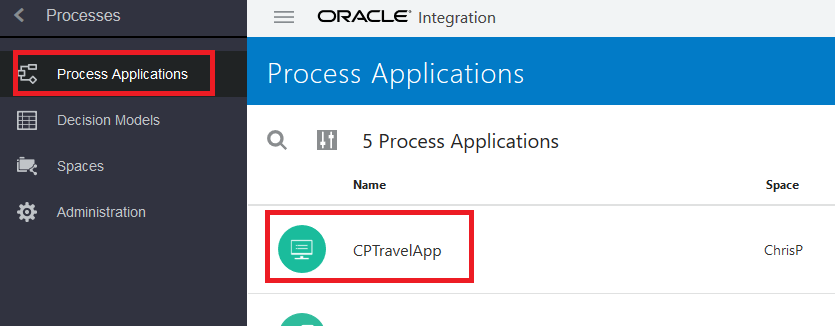 Processes
Process Applications
Decision Models
Spaces
Administration
ORACLE Integration
Process Applications
5 Process Applications
Name Space
CPTravelApp ChrisP